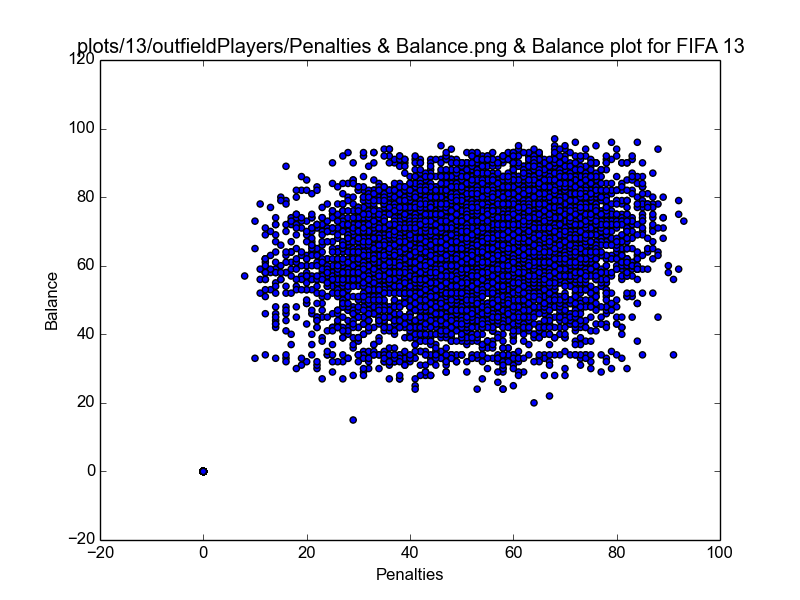 plots/13/outfieldPlayers/Penalties & Balance.png & Balance plot for FIFA 13
120
100
80
60
40
20
0
−20
Balance
−20 0 20 40 60 80 100
Penalties